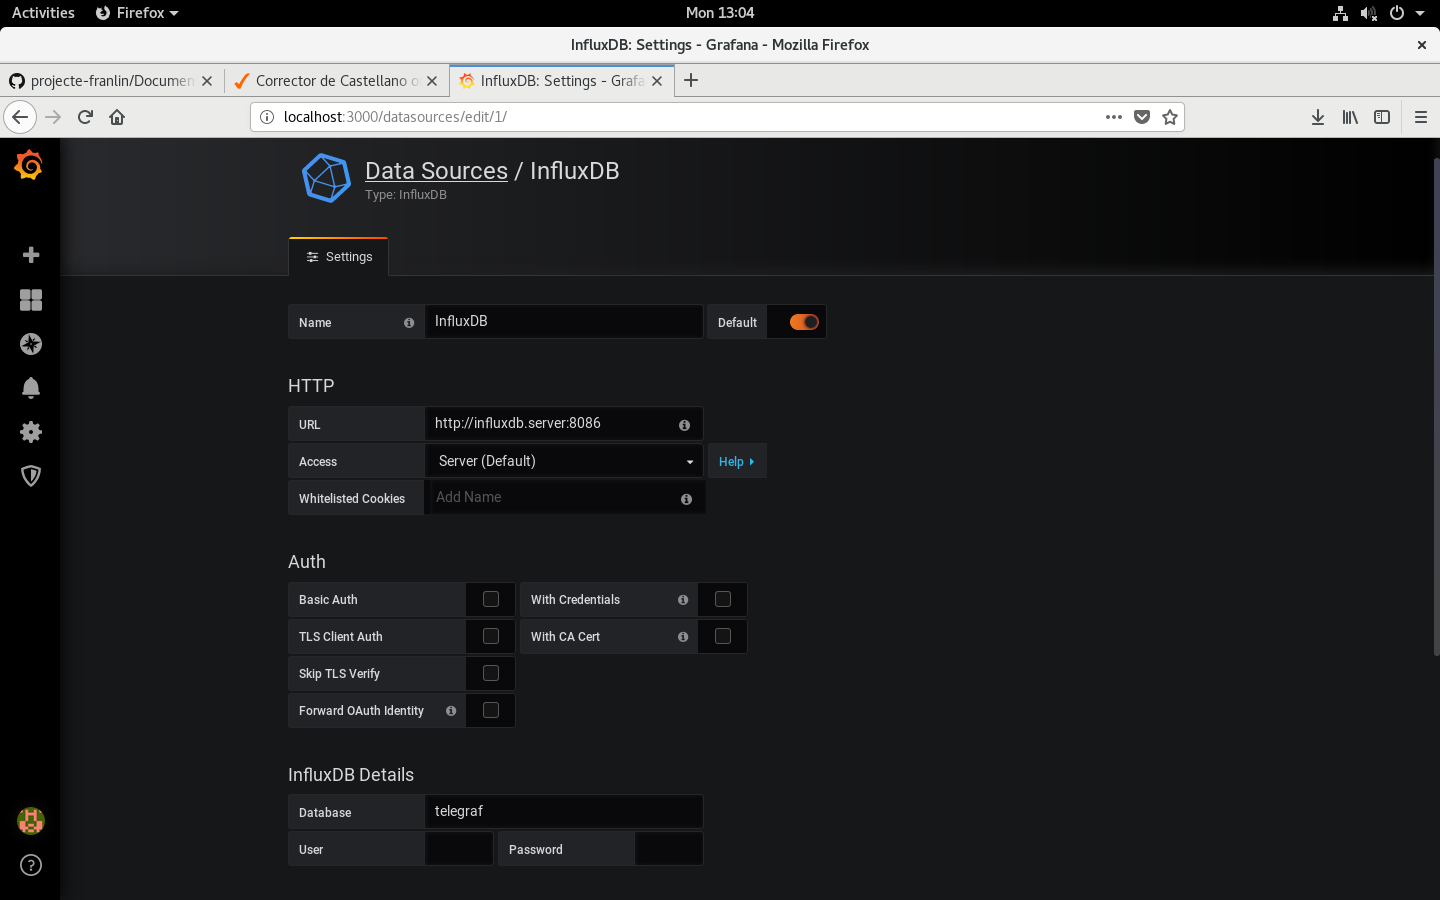 Activities Firefox Mon 13:04
InfluxDB: Settings - Grafana - Mozilla Firefox
projecte-franlin/Documen Corrector de Castellano o InfluxDB: Settings - Grafa
localhost:3000/datasources/edit/1/
Data Sources / InfluxDB
Type: InfluxDB
Settings
Name InfluxDB Default
HTTP
URL http://influxdb.server:8086
Access Server (Default) Help
Whitelisted Cookies Add Name
Auth
Basic Auth With Credentials
TLS Client Auth With CA Cert
Skip TLS Verify
Forward OAuth Identity
InfluxDB Details
Database telegraf
User Password